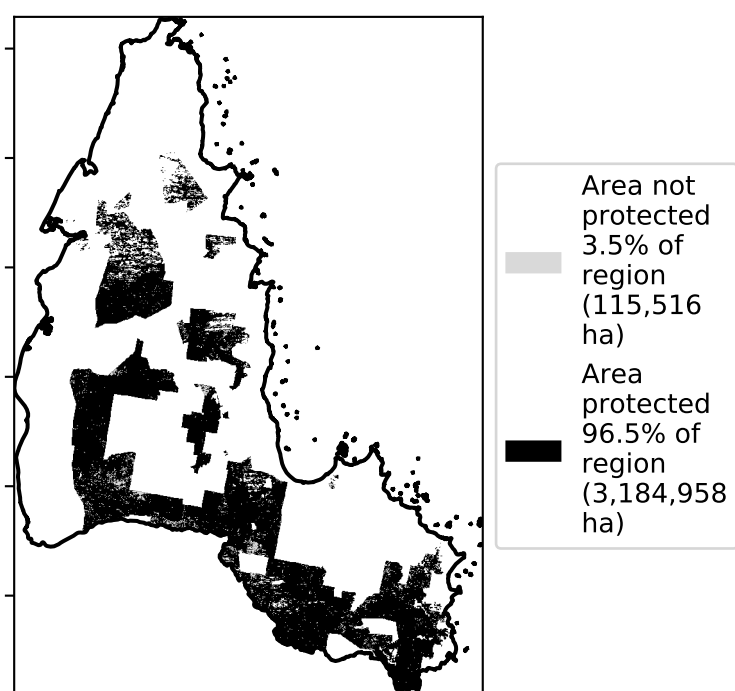 Area not
protected
3.5% of
region
(115,516
ha)
Area
protected
96.5% of
region
(3,184,958
ha)